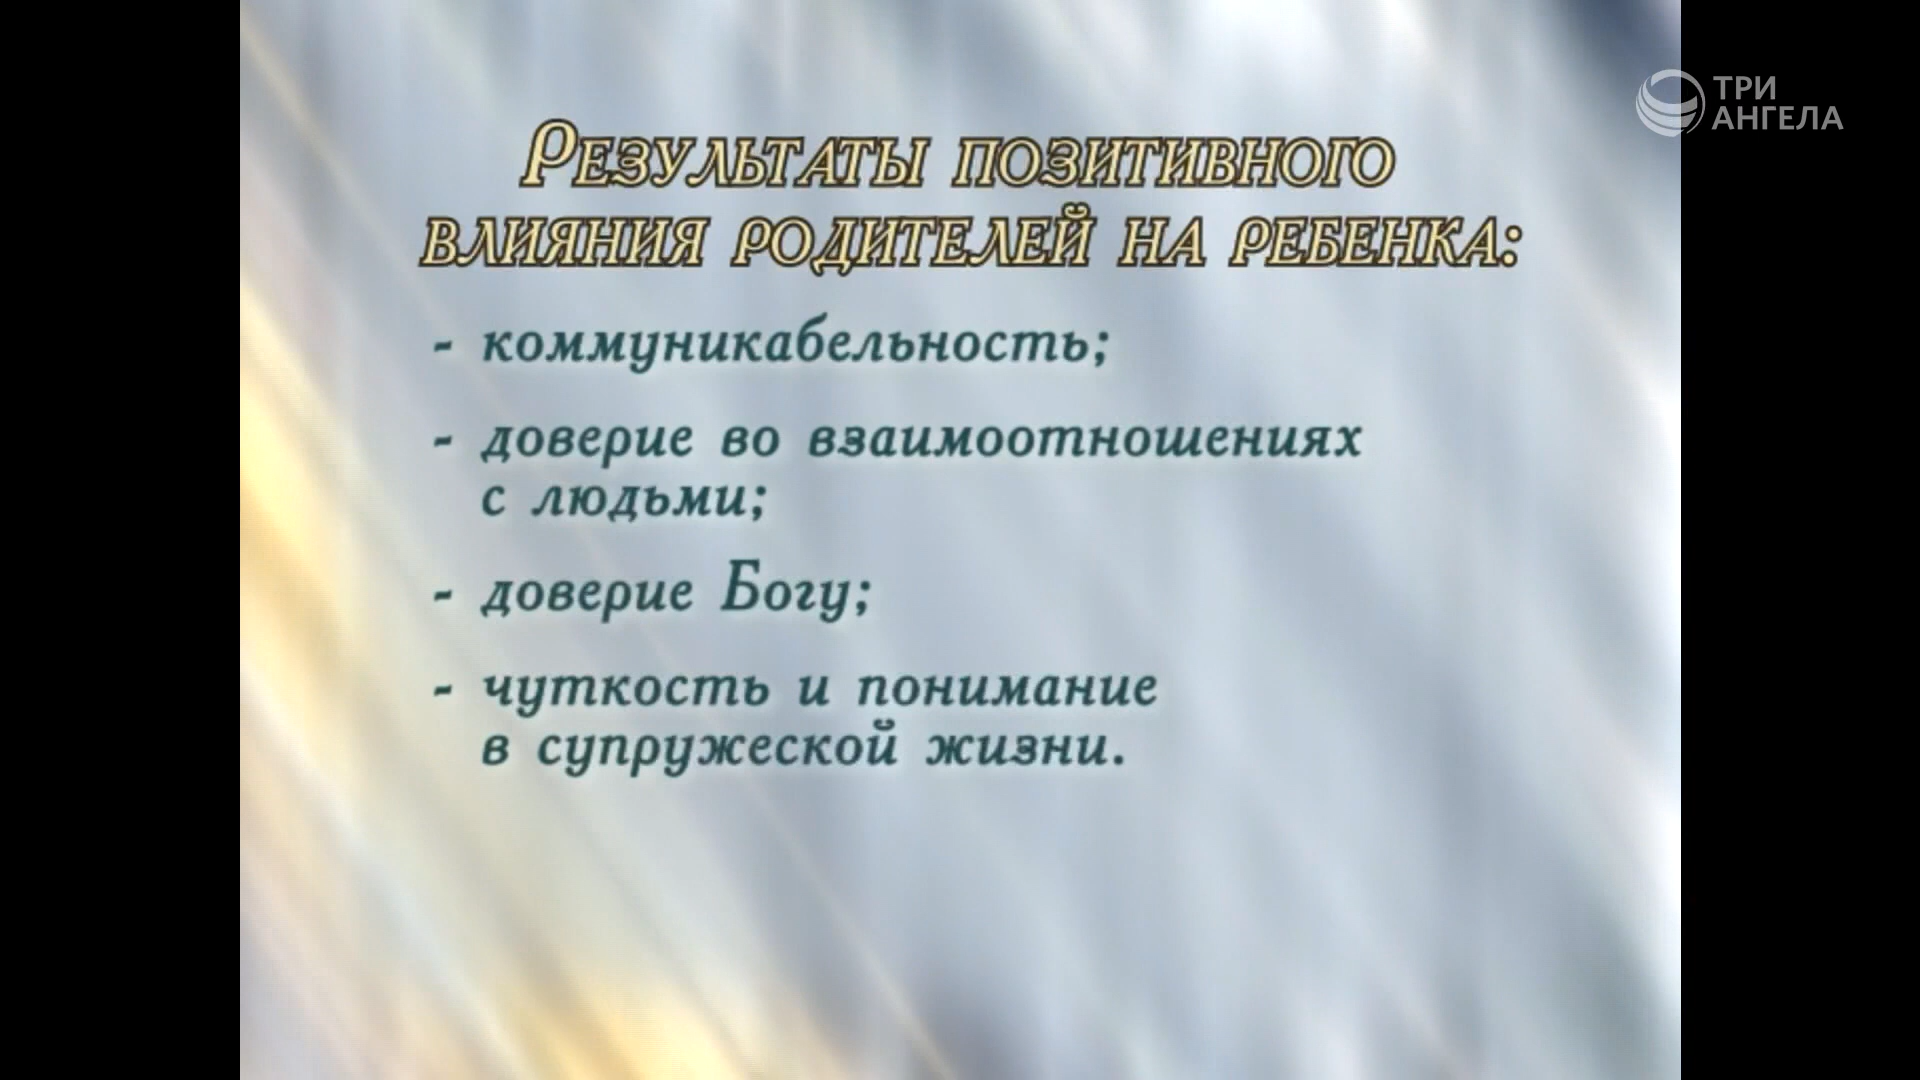 ТРИ
АНГЕЛА
Результаты позитивного
влияния родителей на ребенка:
- коммуникабельность;
- доверие во взаимоотношениях
с людьми;
- доверие Богу;
- чуткость и понимание
в супружеской жизни.